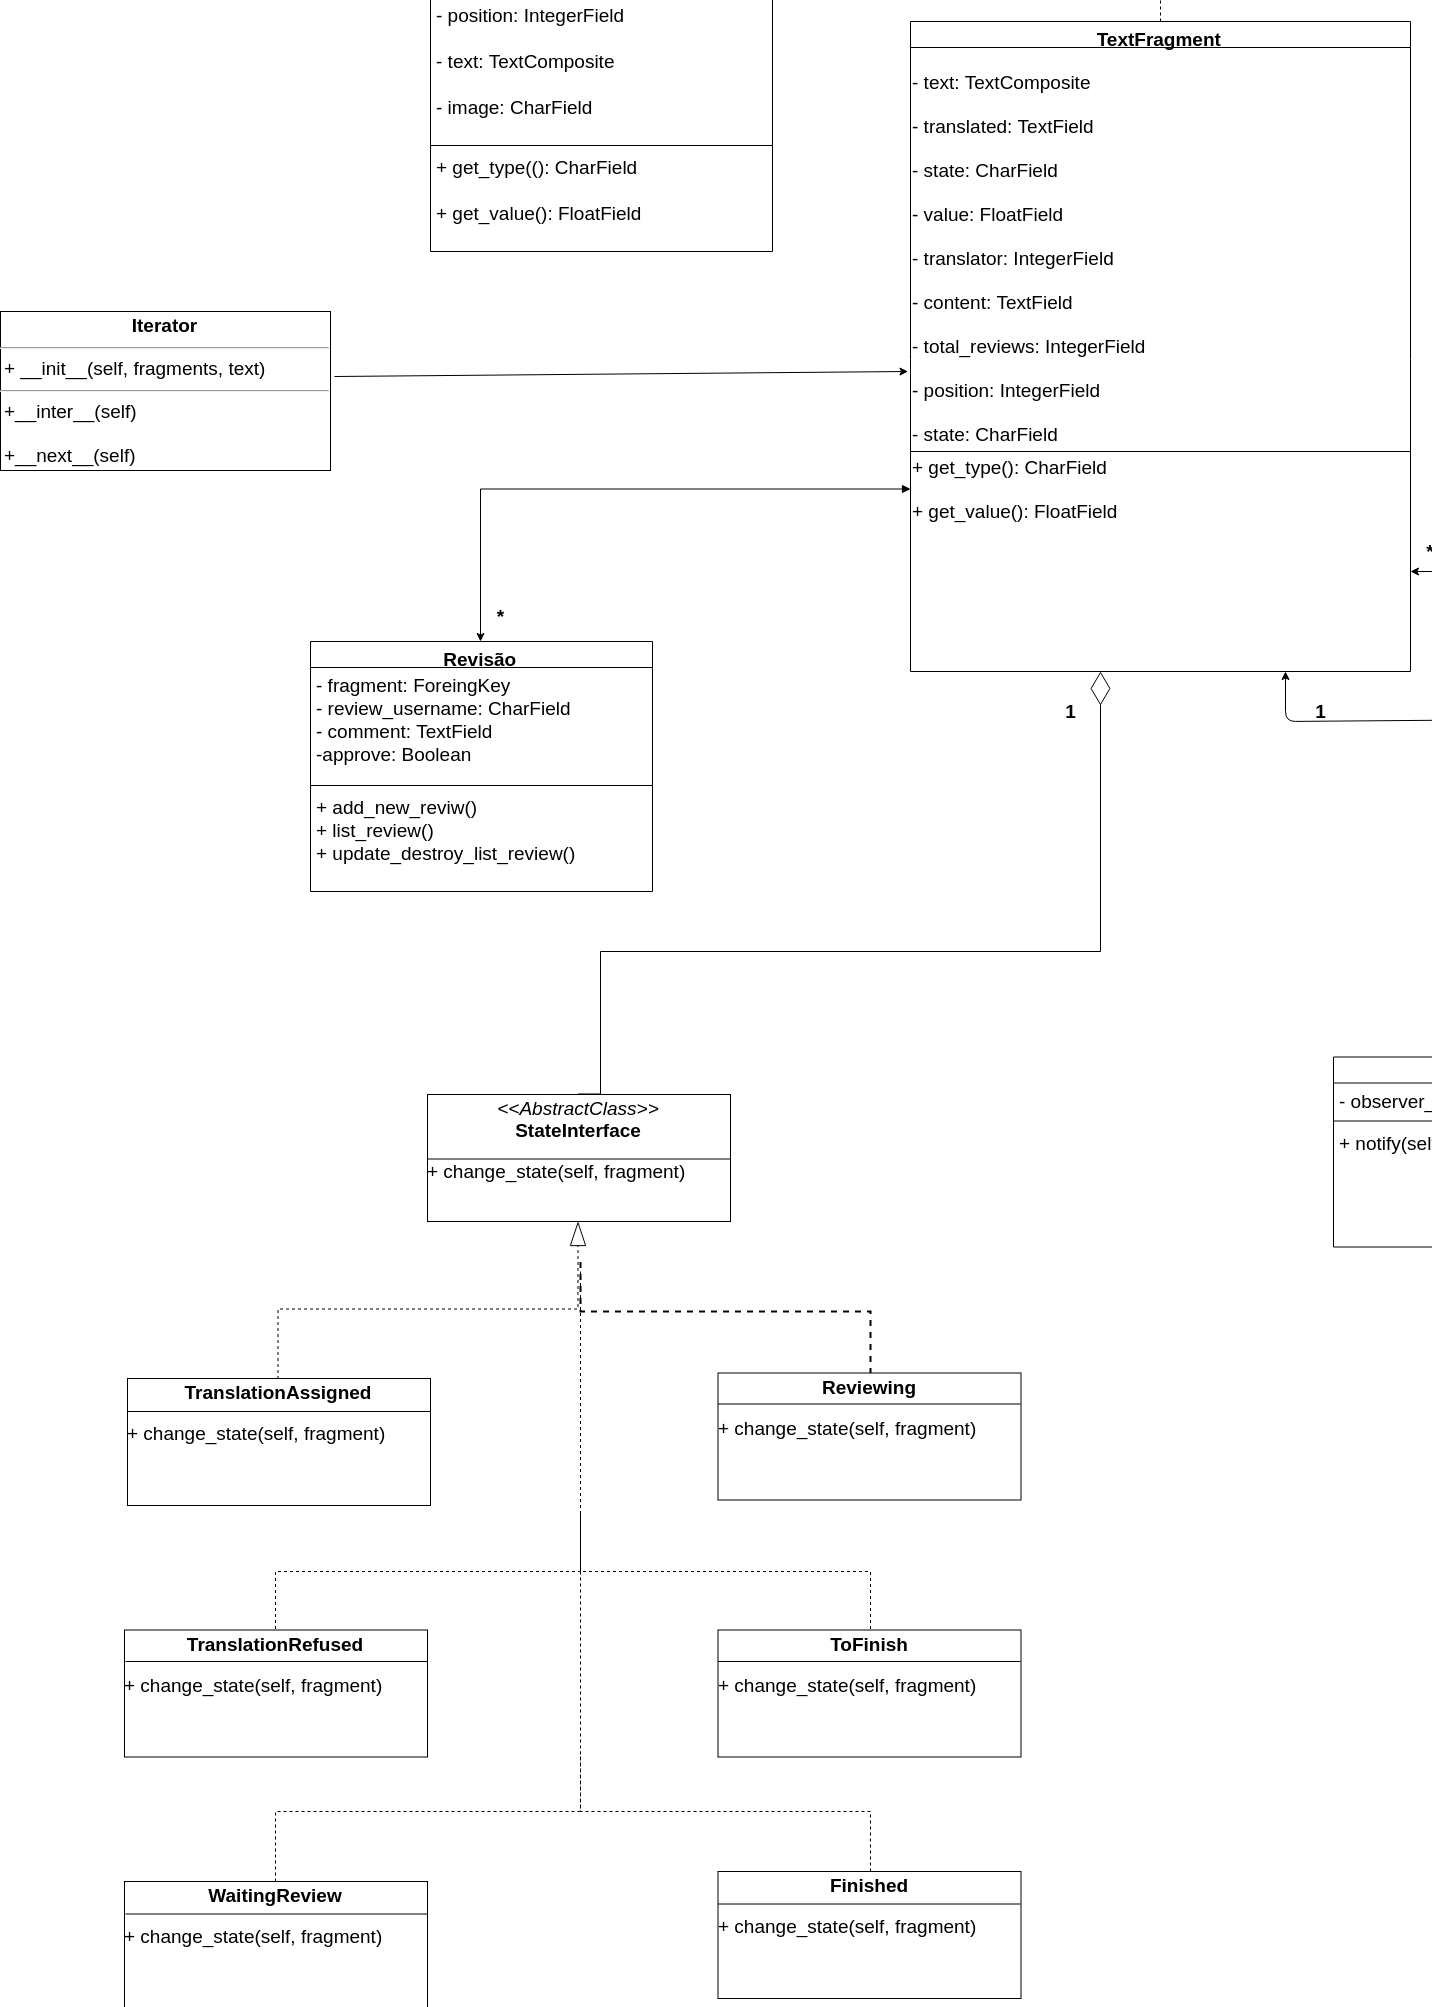 - position: IntegerField
- text: TextComposite
- image: CharField
+ get_type((): CharField
+ get_value(): FloatField
TextFragment
- text: TextComposite
- translated: TextField
- state: CharField
- value: FloatField
- translator: IntegerField
- content: TextField
- total_reviews: IntegerField
- position: IntegerField
- state: CharField
+ get_type(): CharField
+ get_value(): FloatField
Iterator
+ __init__(self, fragments, text)
+__inter__(self)
+__next__(self)
*
*
Revisão
- fragment: ForeingKey
- review_username: CharField
- comment: TextField
-approve: Boolean
+ add_new_reviw()
+ list_review()
+ update_destroy_list_review()
1
1
<<AbstractClass>>
StateInterface
+ change_state(self, fragment)
- observer_
+ notify(sel
TranslationAssigned
+ change_state(self, fragment)
Reviewing
+ change_state(self, fragment)
TranslationRefused
+ change_state(self, fragment)
ToFinish
+ change_state(self, fragment)
WaitingReview
+ change_state(self, fragment)
Finished
+ change_state(self, fragment)